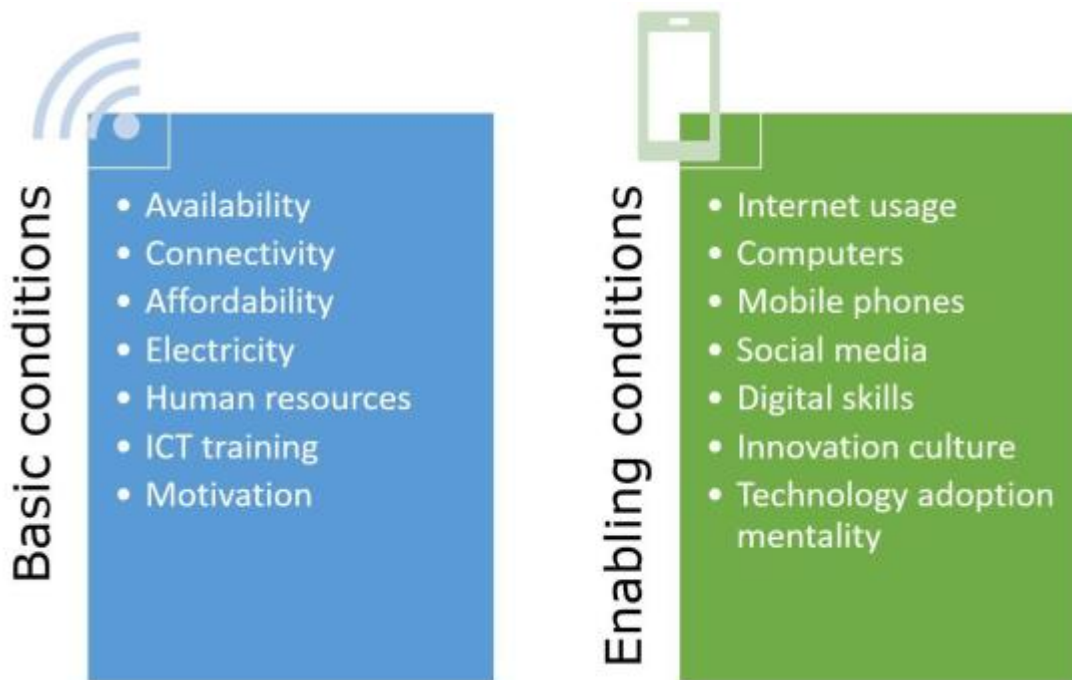 Basic conditions
• Availability
• Connectivity
• Affordability
• Electricity
• Human resources
• ICT training
• Motivation
Enabling conditions
• Internet usage
• Computers
• Mobile phones
• Social media
• Digital skills
• Innovation culture
• Technology adoption
mentality